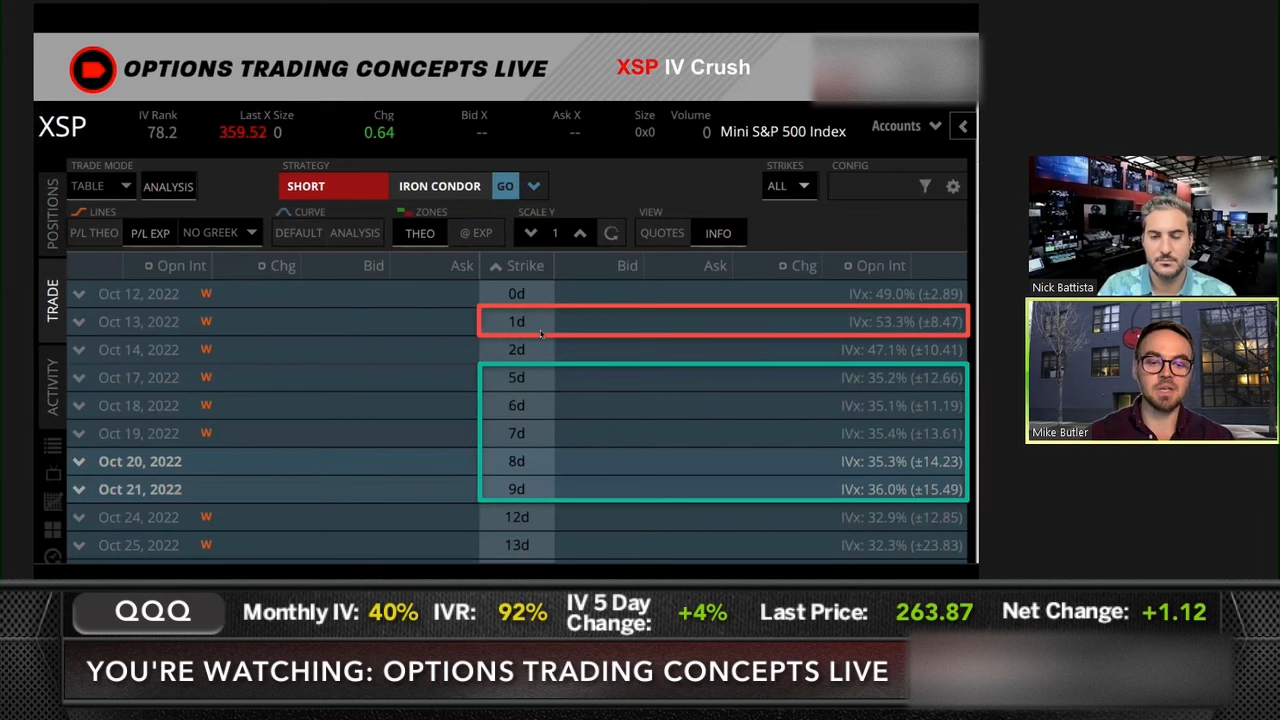 OPTIONS TRADING CONCEPTS LIVE
XSP IV Crush
XSP
IV Rank
78.2
Last X Size
359.52 0
Chg
0.64
Bid X
--
Ask X
--
Size
0x0
Volume
0
Mini S&P 500 Index
Accounts
TRADE MODE
STRATEGY
STRIKES
CONFIG
TABLE
ANALYSIS
SHORT
IRON CONDOR
GO
ALL
LINES
CURVE
ZONES
SCALE Y
VIEW
P/L THEO
P/L EXP
NO GREEK
DEFAULT
ANALYSIS
THEO
@ EXP
1
QUOTES
INFO
POSITIONS
TRADE
ACTIVITY
Opn Int Chg Bid Ask Strike Bid Ask Chg Opn Int
Oct 12, 2022 W 0d IVx: 49.0% (±2.89)
Oct 13, 2022 W 1d IVx: 53.3% (±8.47)
Oct 14, 2022 W 2d IVx: 47.1% (±10.41)
Oct 17, 2022 W 5d IVx: 35.2% (±12.66)
Oct 18, 2022 W 6d IVx: 35.1% (±11.19)
Oct 19, 2022 W 7d IVx: 35.4% (±13.61)
Oct 20, 2022 8d IVx: 35.3% (±14.23)
Oct 21, 2022 9d IVx: 36.0% (±15.49)
Oct 24, 2022 W 12d IVx: 32.9% (±12.85)
Oct 25, 2022 W 13d IVx: 32.3% (±23.83)
Nick Battista
Mike Butler
QQQ
Monthly IV: 40%
IVR: 92%
IV 5 Day
Change: +4%
Last Price: 263.87
Net Change: +1.12
YOU'RE WATCHING: OPTIONS TRADING CONCEPTS LIVE